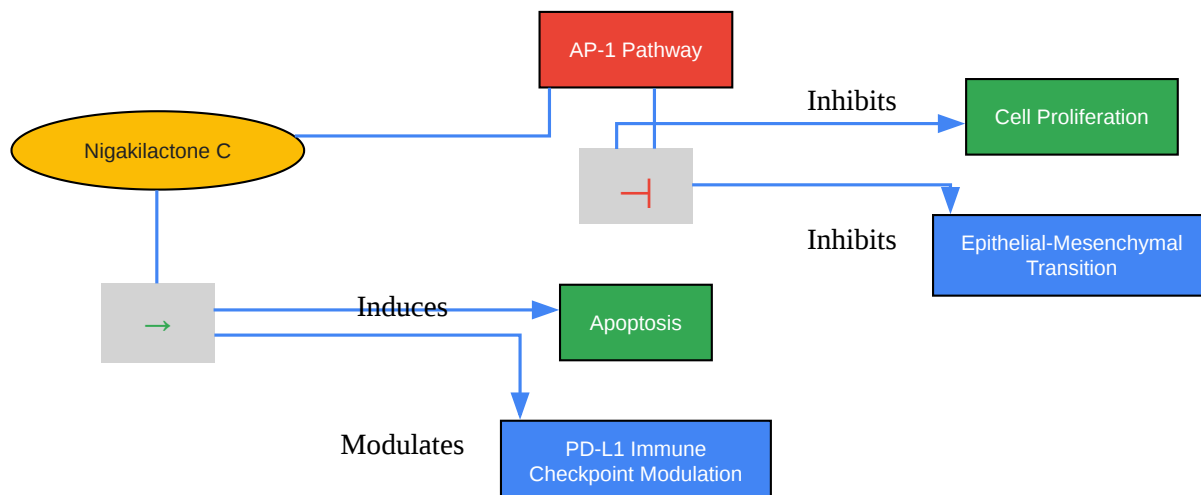 AP-1 Pathway
Inhibits
Cell Proliferation
Nigakilactone C
⊣
Inhibits
Epithelial-Mesenchymal
Transition
→
Induces
Apoptosis
Modulates
PD-L1 Immune
Checkpoint Modulation